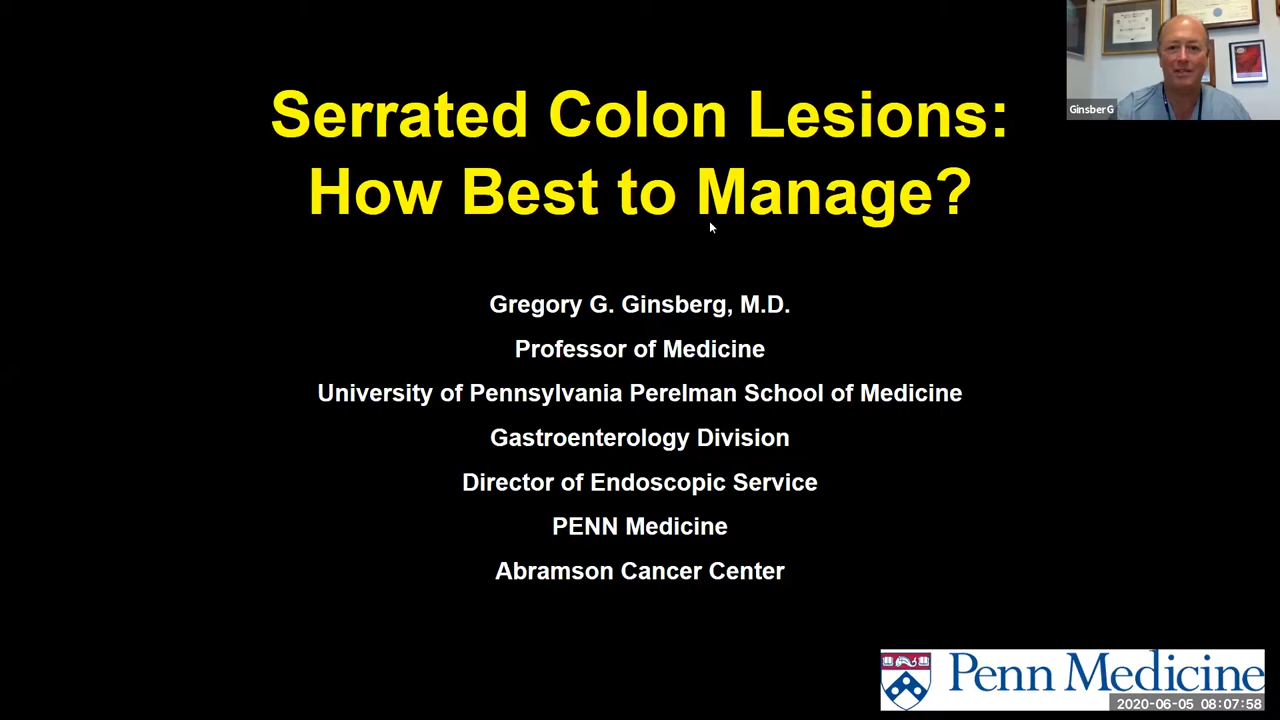 Serrated Colon Lesions:
How Best to Manage?
GinsberG
Gregory G. Ginsberg, M.D.
Professor of Medicine
University of Pennsylvania Perelman School of Medicine
Gastroenterology Division
Director of Endoscopic Service
PENN Medicine
Abramson Cancer Center
Penn Medicine
2020-06-05 08:07:58